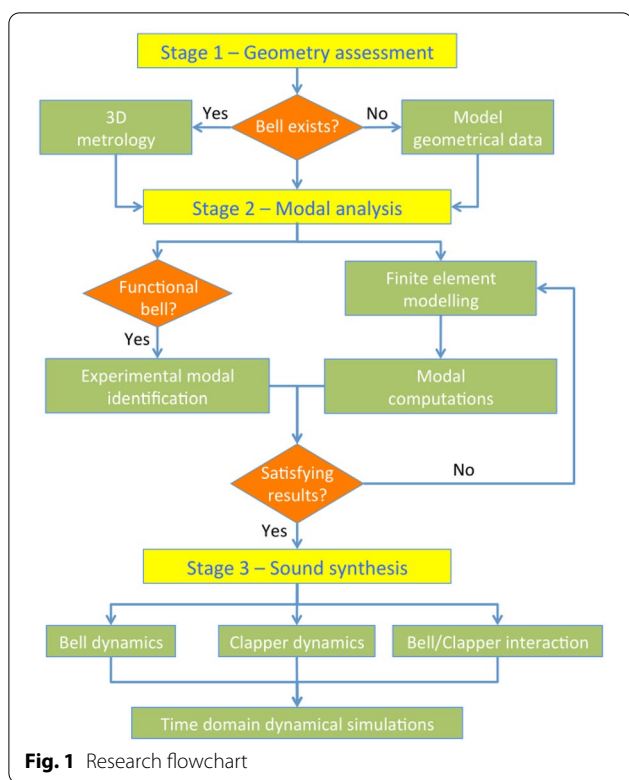 Stage 1 – Geometry assessment
3D
metrology
Yes
Bell exists?
No
Model
geometrical data
Stage 2 – Modal analysis
Functional
bell?
Finite element
modelling
Yes
Experimental modal
identification
Modal
computations
Satisfying
results?
No
Yes
Stage 3 – Sound synthesis
Bell dynamics
Clapper dynamics
Bell/Clapper interaction
Time domain dynamical simulations
Fig. 1 Research flowchart